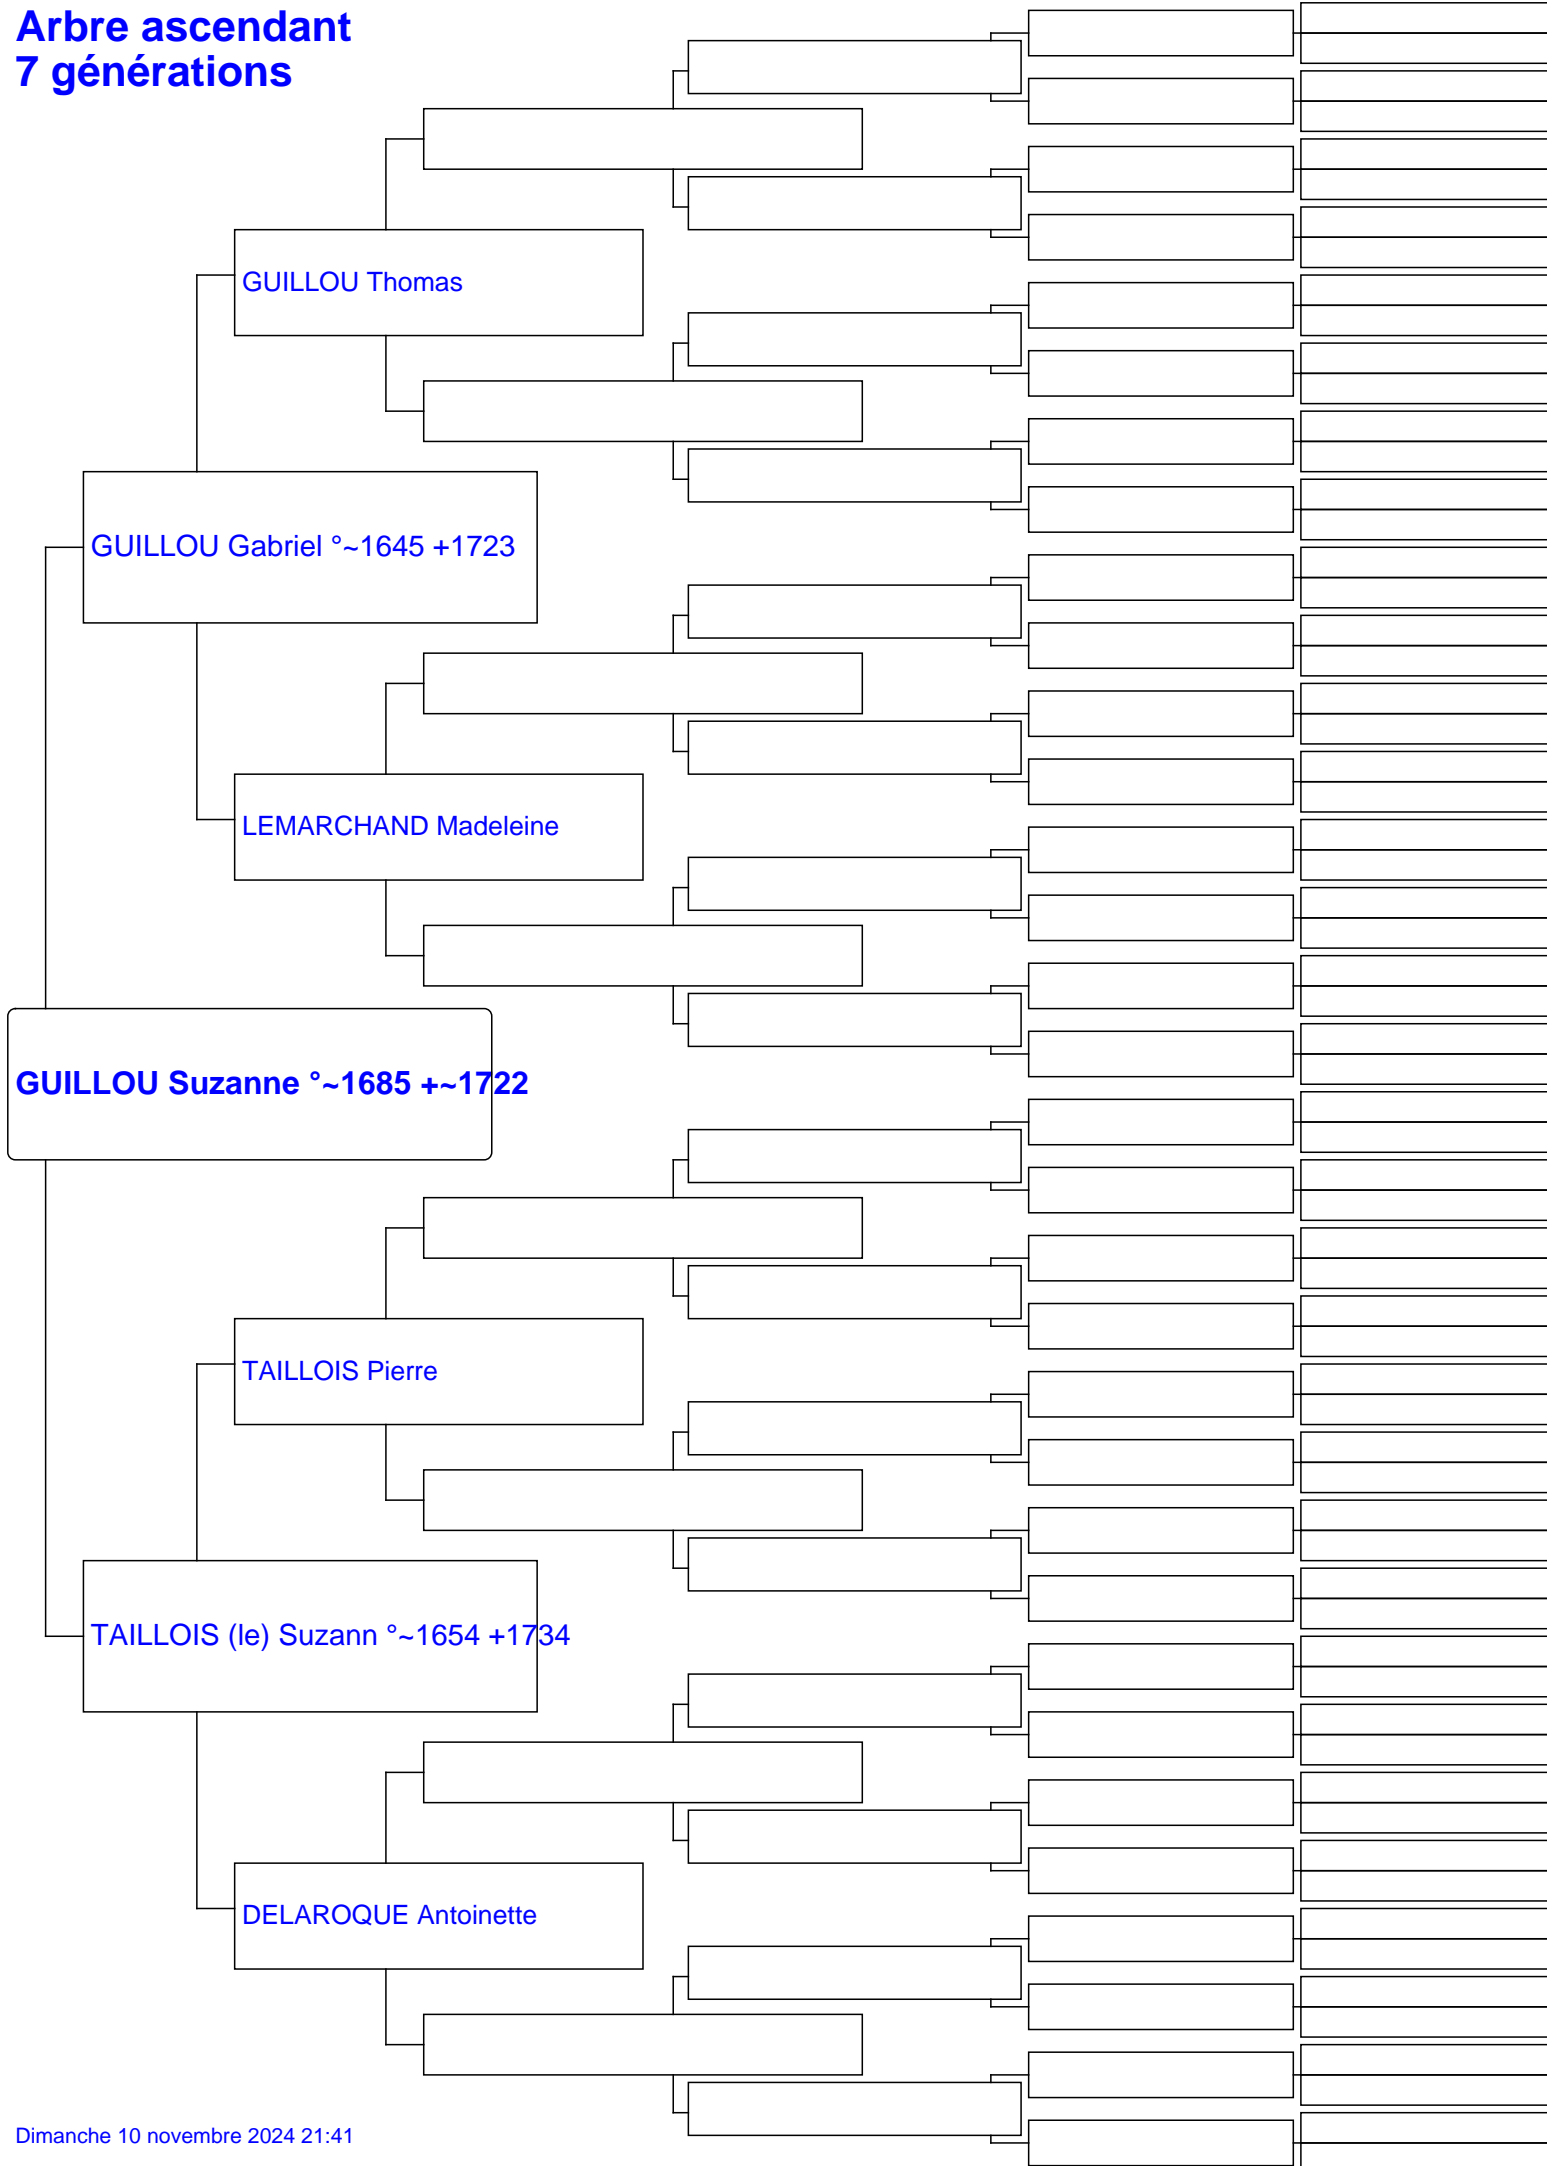 Arbre ascendant
7 générations
GUILLOU Thomas
GUILLOU Gabriel °~1645 +1723
LEMARCHAND Madeleine
GUILLOU Suzanne °~1685 +~1722
TAILLOIS Pierre
TAILLOIS (le) Suzann °~1654 +1734
DELAROQUE Antoinette
Dimanche 10 novembre 2024 21:41